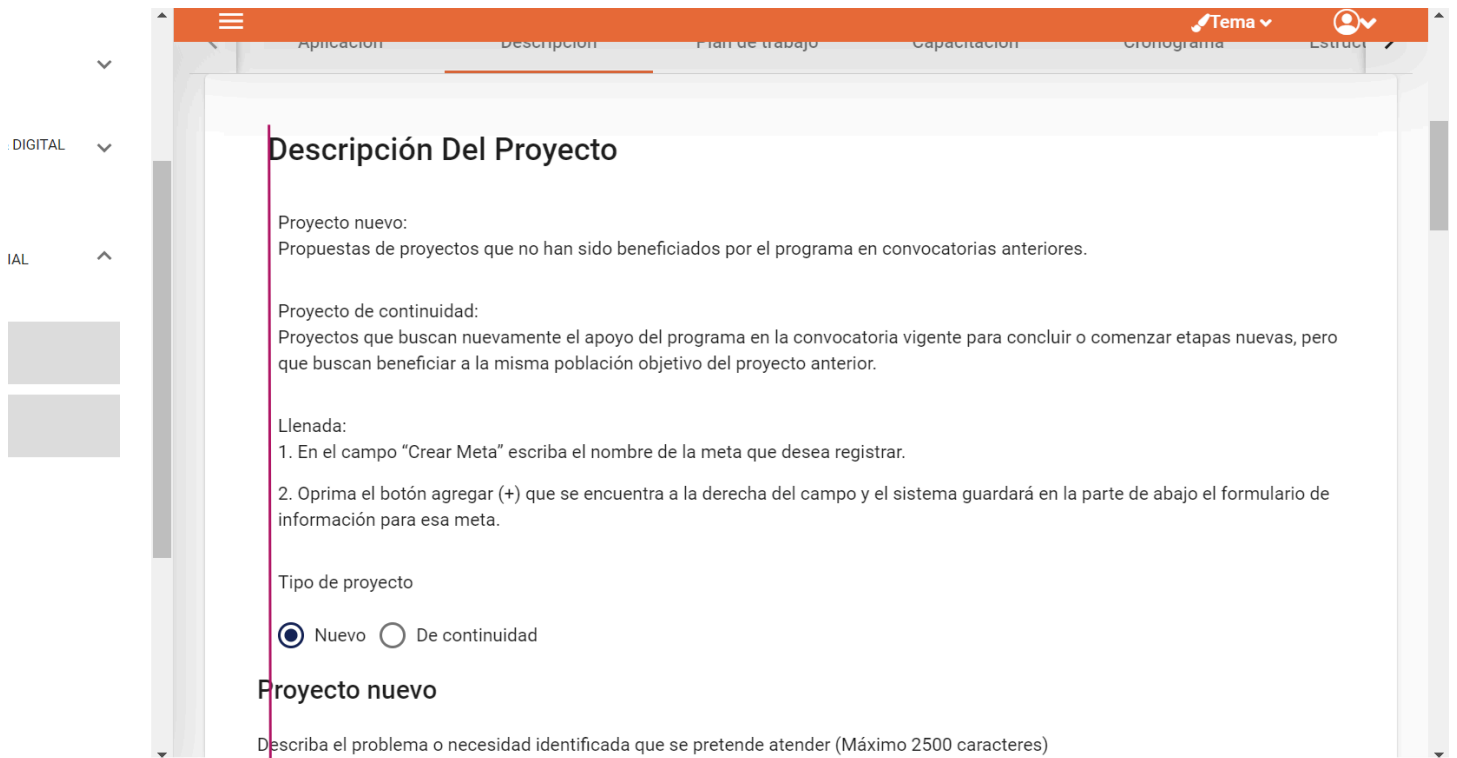 Tema
Aplicación Descripción Plan de trabajo Capacitación Cronograma Estruct
DIGITAL
IAL
Descripción Del Proyecto
Proyecto nuevo:
Propuestas de proyectos que no han sido beneficiados por el programa en convocatorias anteriores.
Proyecto de continuidad:
Proyectos que buscan nuevamente el apoyo del programa en la convocatoria vigente para concluir o comenzar etapas nuevas, pero
que buscan beneficiar a la misma población objetivo del proyecto anterior.
Llenada:
1. En el campo “Crear Meta” escriba el nombre de la meta que desea registrar.
2. Oprima el botón agregar (+) que se encuentra a la derecha del campo y el sistema guardará en la parte de abajo el formulario de
información para esa meta.
Tipo de proyecto
Nuevo De continuidad
Proyecto nuevo
Describa el problema o necesidad identificada que se pretende atender (Máximo 2500 caracteres)